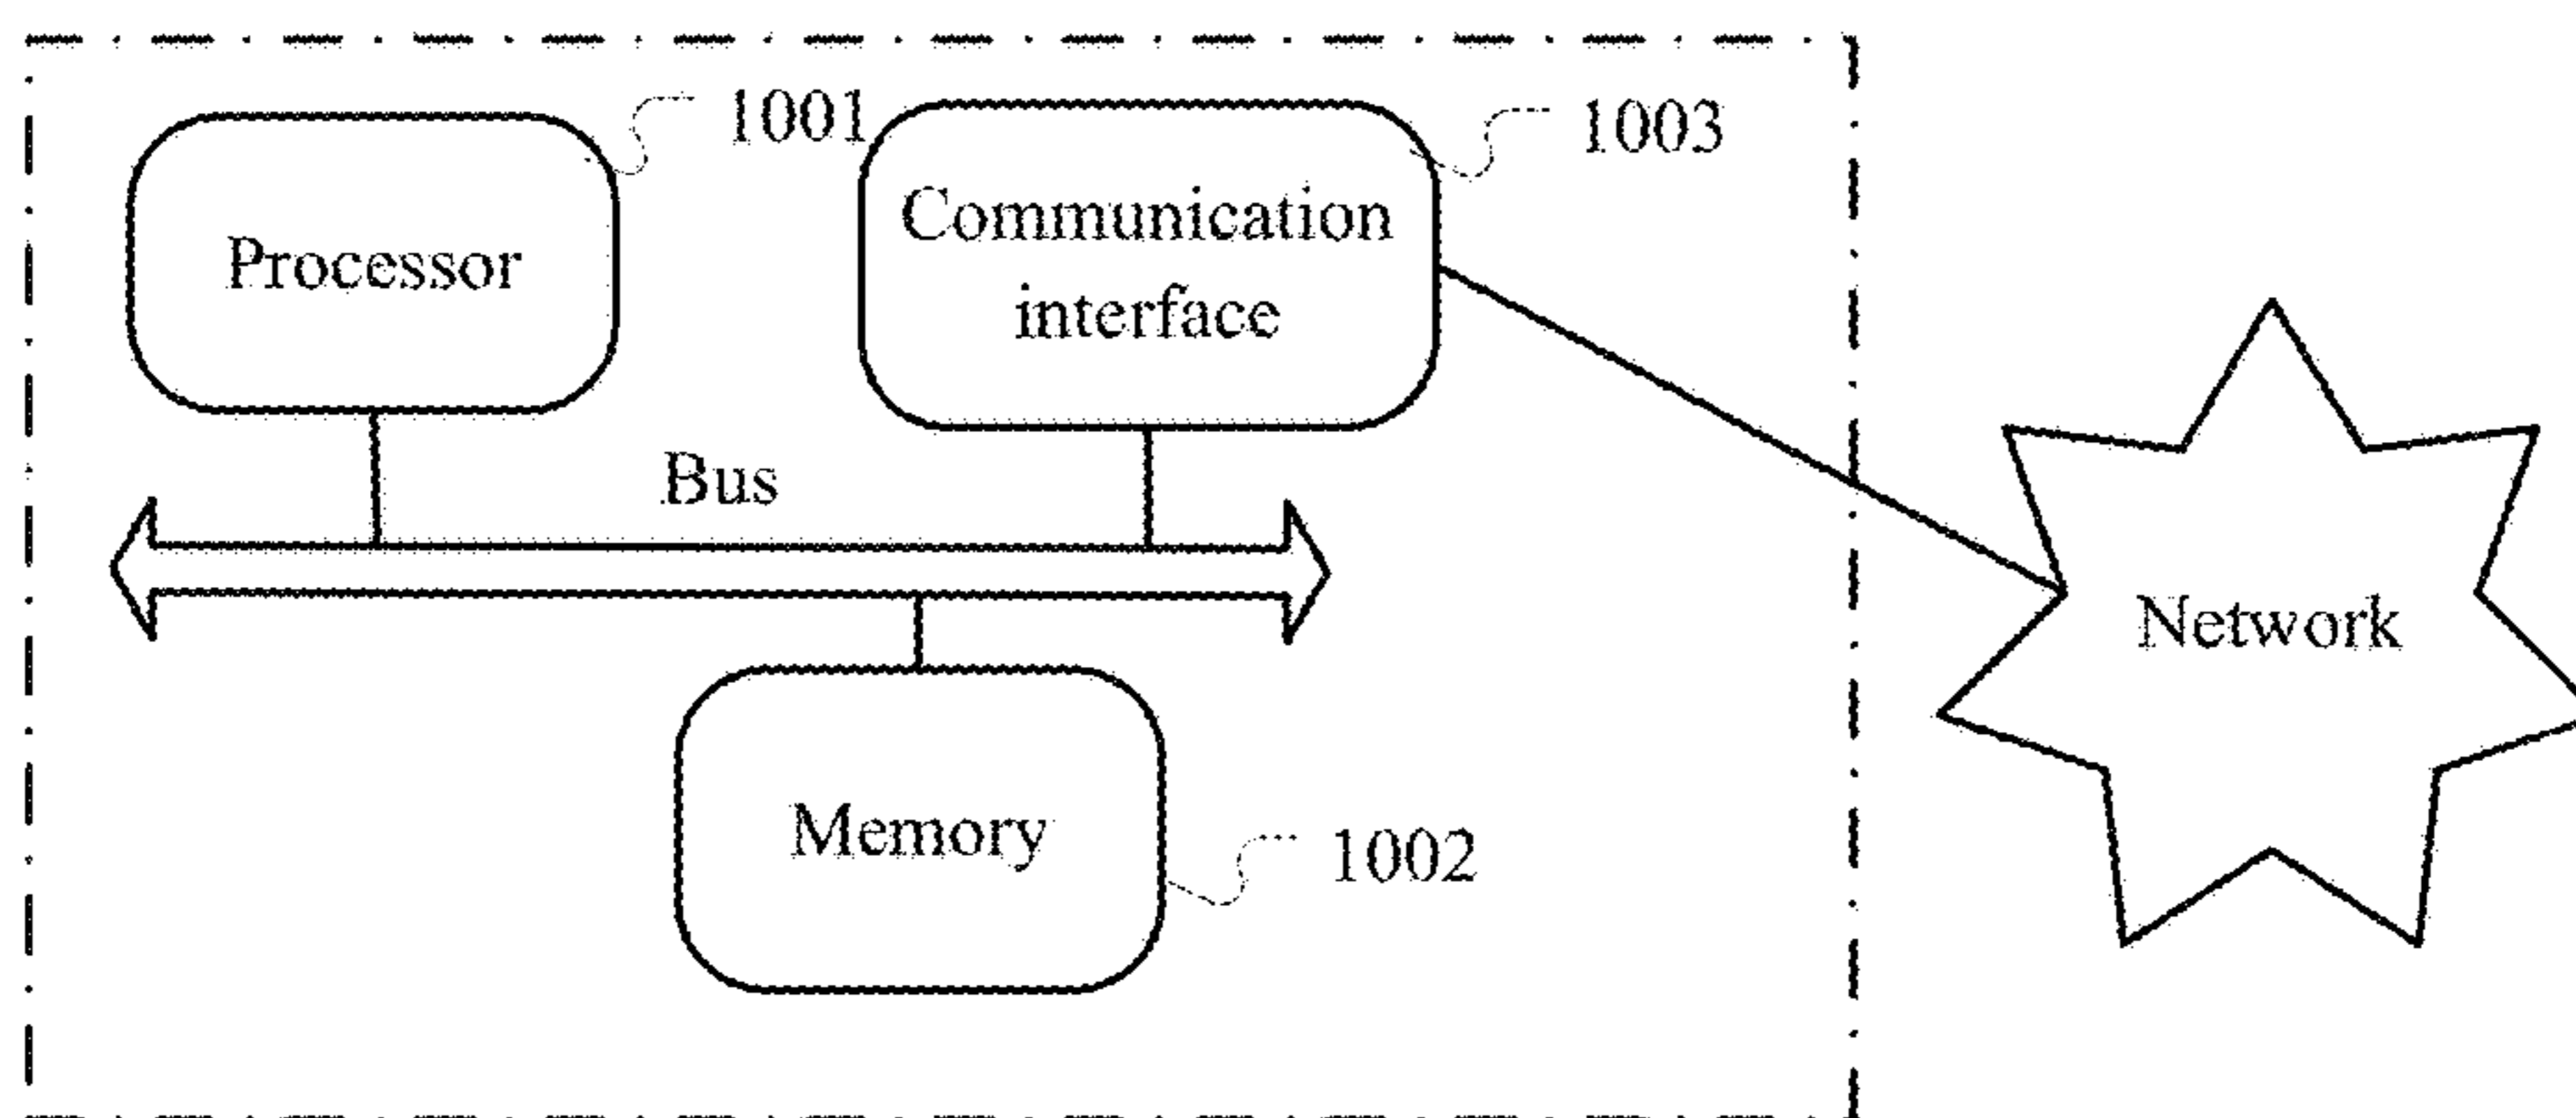 1001
1003
Processor
Communication
interface
Bus
Network
Memory
1002